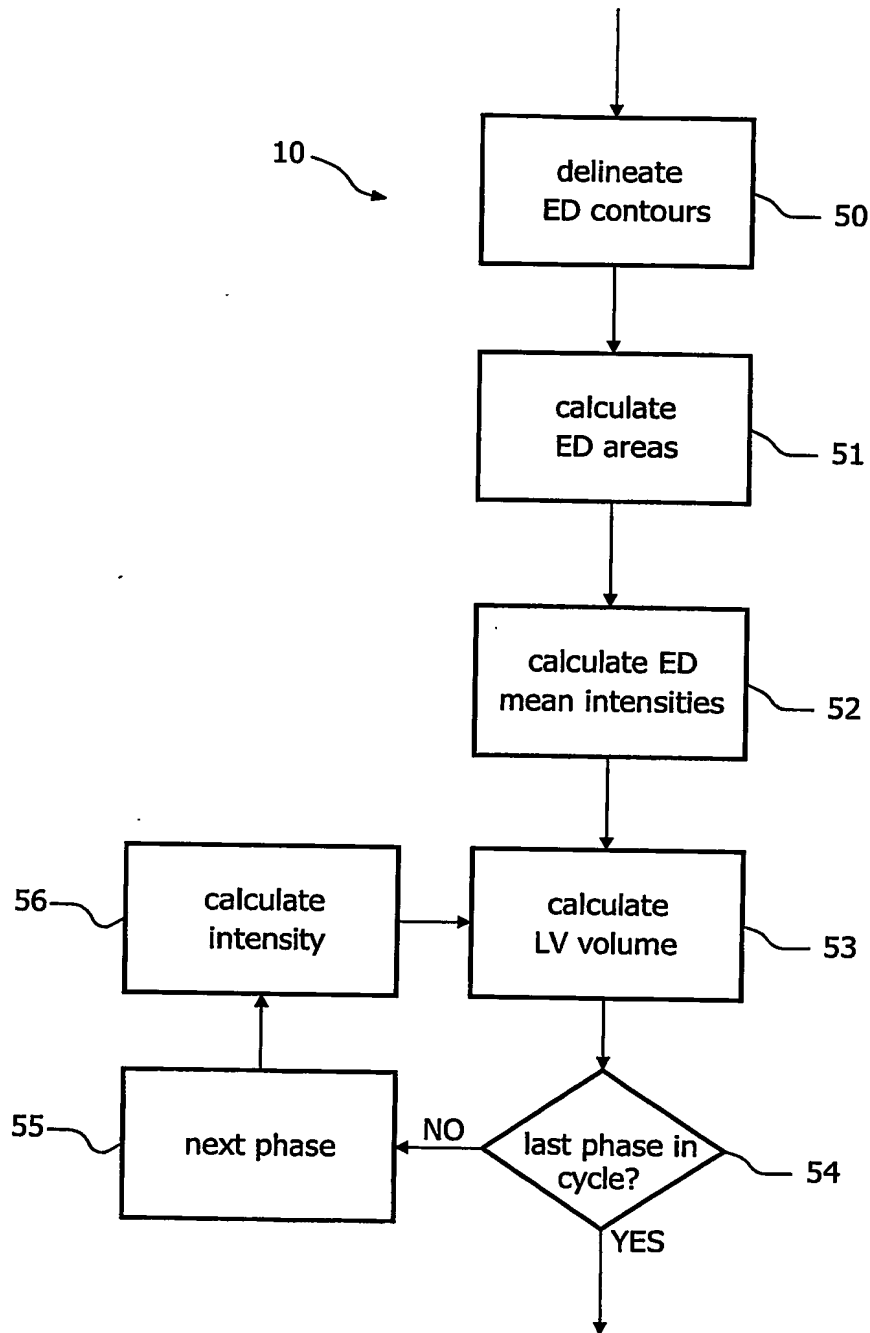 10
delineate
ED contours
50
calculate
ED areas
51
calculate ED
mean intensities
52
56
calculate
intensity
calculate
LV volume
53
55
next phase
NO
last phase in
cycle?
54
YES